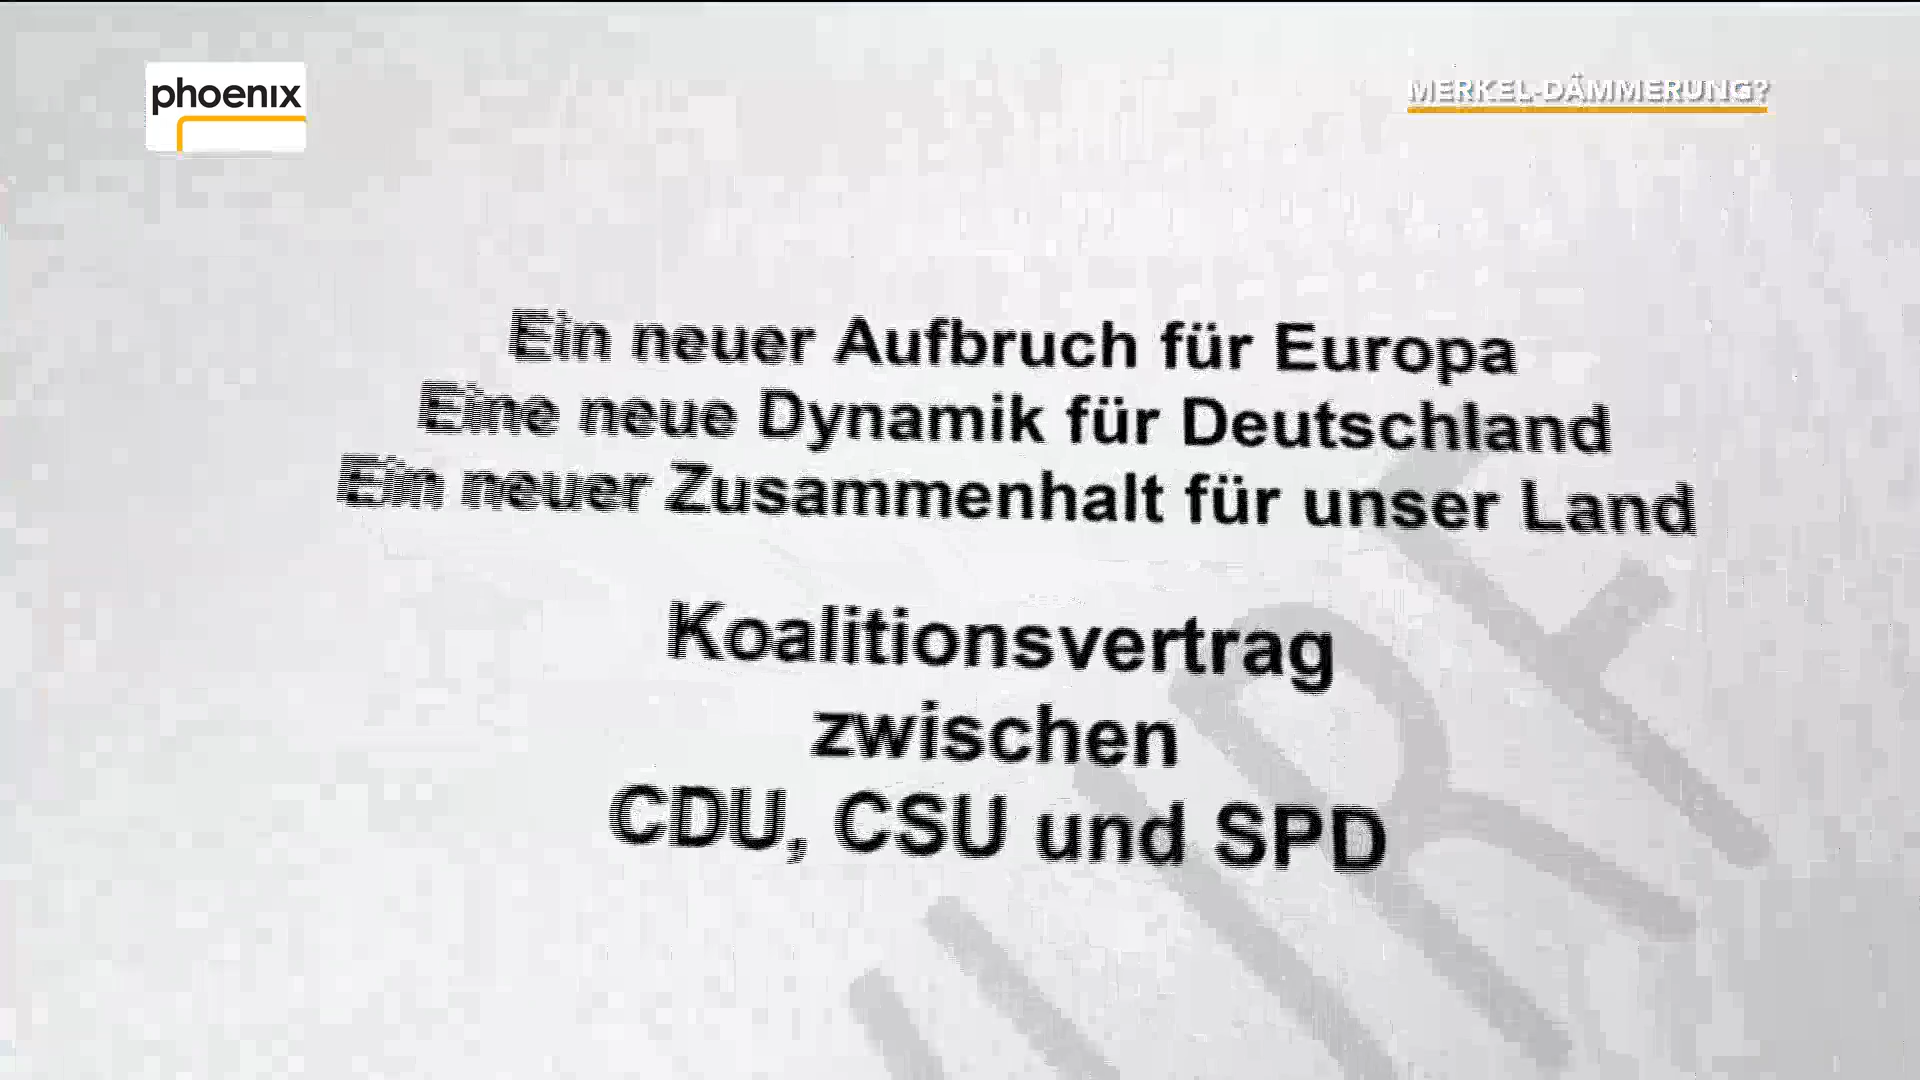 phoenix
MERKEL-DÄMMERUNG?
Ein neuer Aufbruch für Europa
Eine neue Dynamik für Deutschland
Ein neuer Zusammenhalt für unser Land
Koalitionsvertrag
zwischen
CDU, CSU und SPD